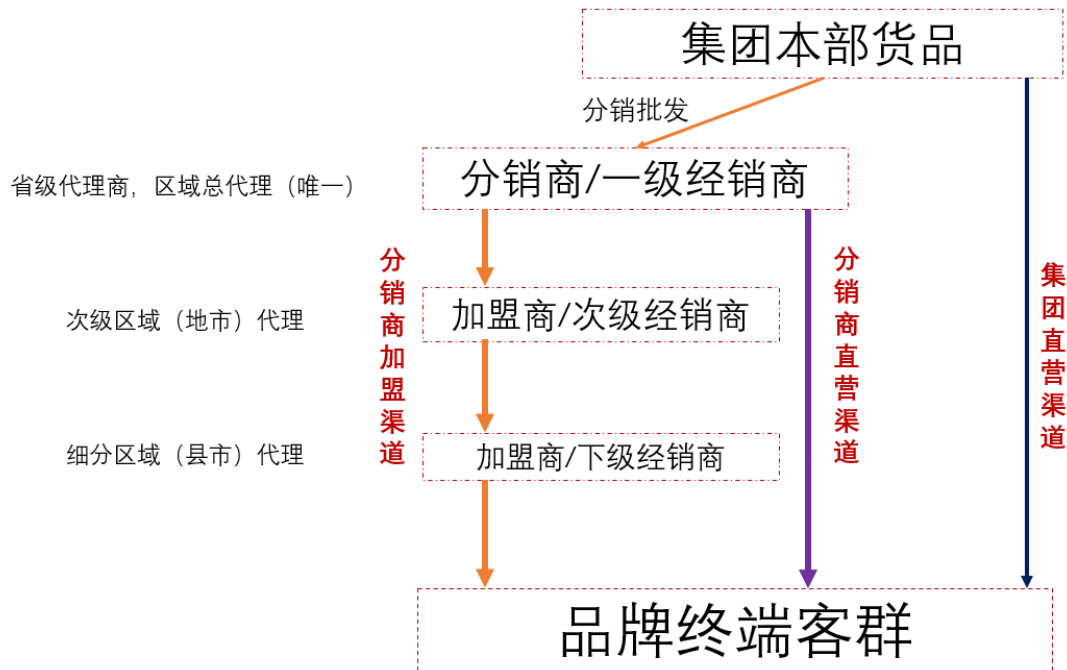 集团本部货品
分销批发
省级代理商，区域总代理（唯一）
分销商/一级经销商
分销商加盟渠道
分销商直营渠道
集团直营渠道
次级区域（地市）代理
加盟商/次级经销商
细分区域（县市）代理
加盟商/下级经销商
品牌终端客群